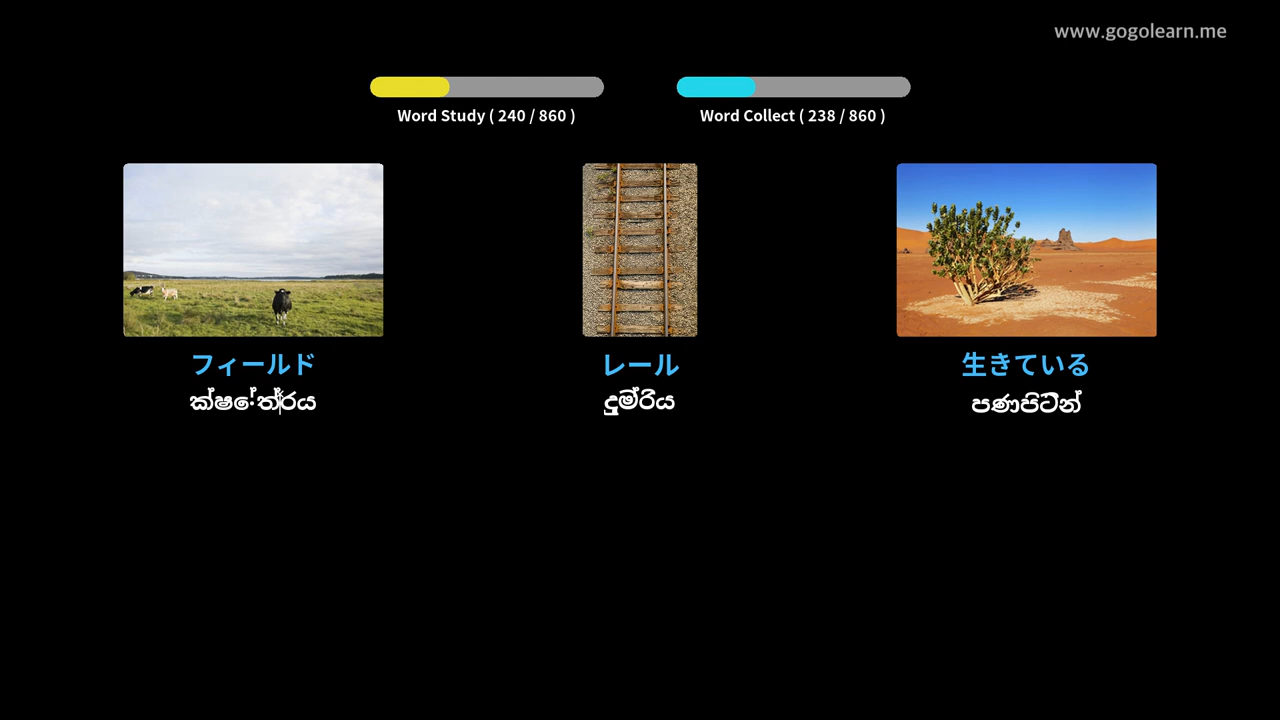 www.gogolearn.me
Word Study ( 240 / 860 )
Word Collect ( 238 / 860 )
フィールド
ක්ෂේත්‍රය
レール
දුම්රිය
生きている
පණපිටින්